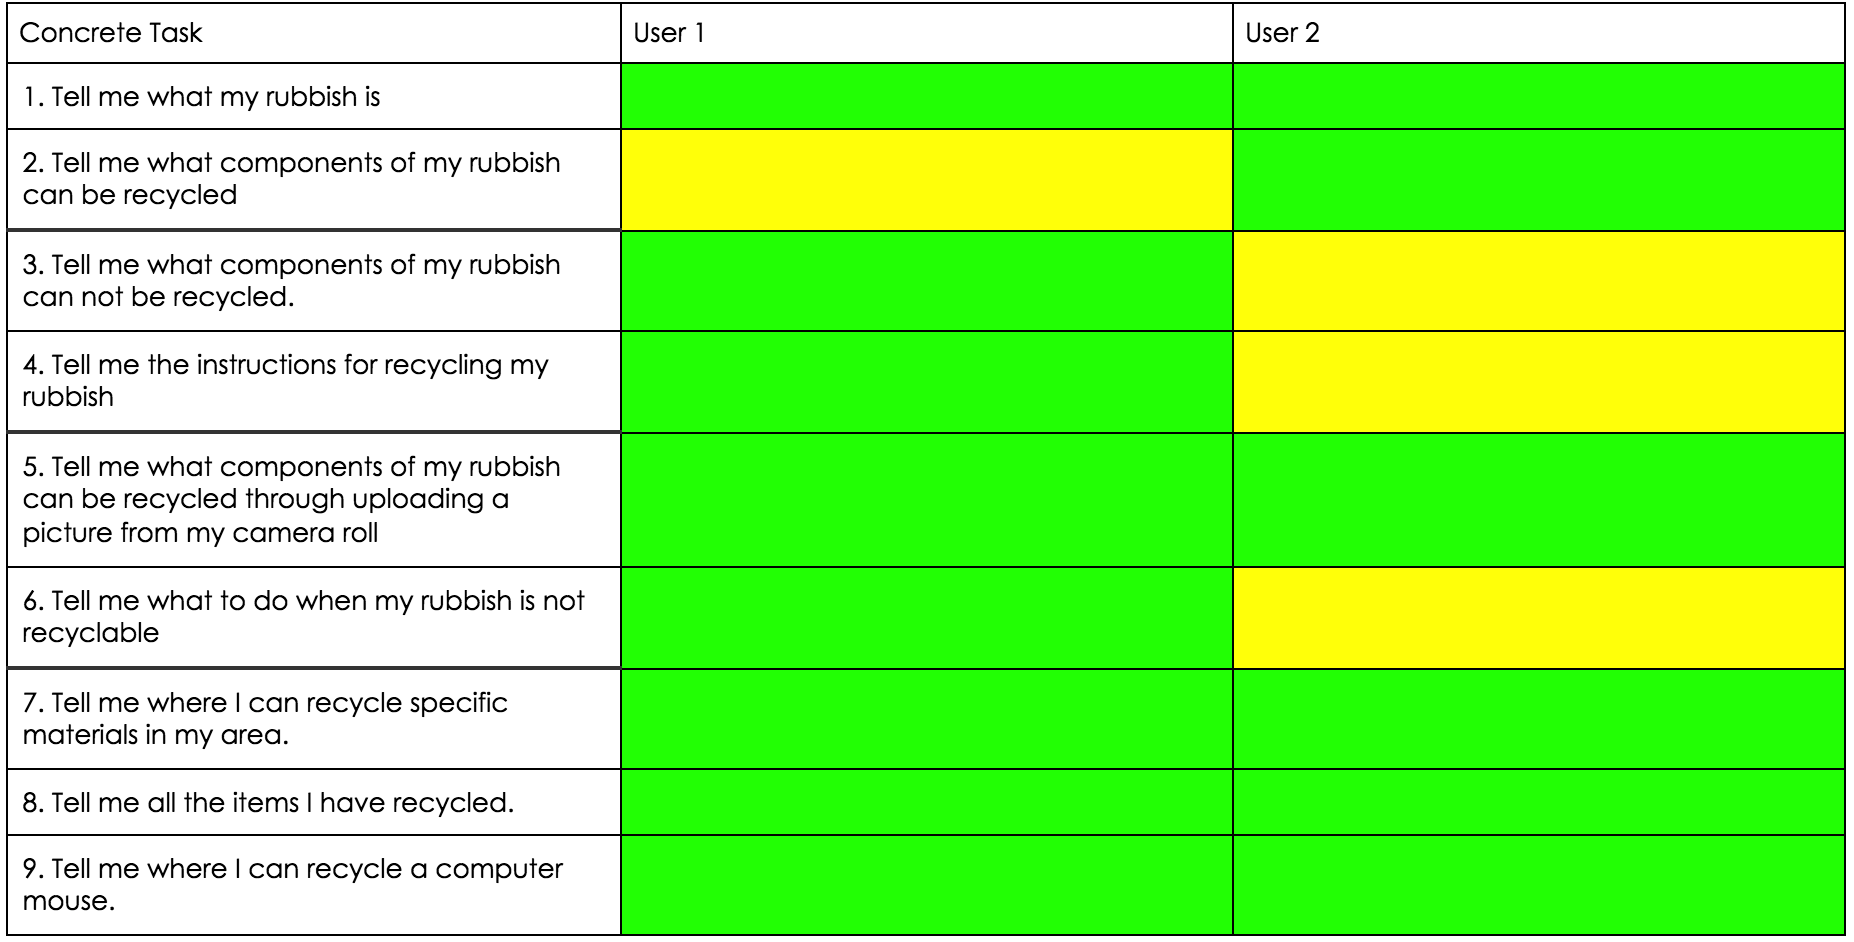 Concrete Task
User 1
User 2
1. Tell me what my rubbish is
2. Tell me what components of my rubbish
can be recycled
3. Tell me what components of my rubbish
can not be recycled.
4. Tell me the instructions for recycling my
rubbish
5. Tell me what components of my rubbish
can be recycled through uploading a
picture from my camera roll
6. Tell me what to do when my rubbish is not
recyclable
7. Tell me where I can recycle specific
materials in my area.
8. Tell me all the items I have recycled.
9. Tell me where I can recycle a computer
mouse.